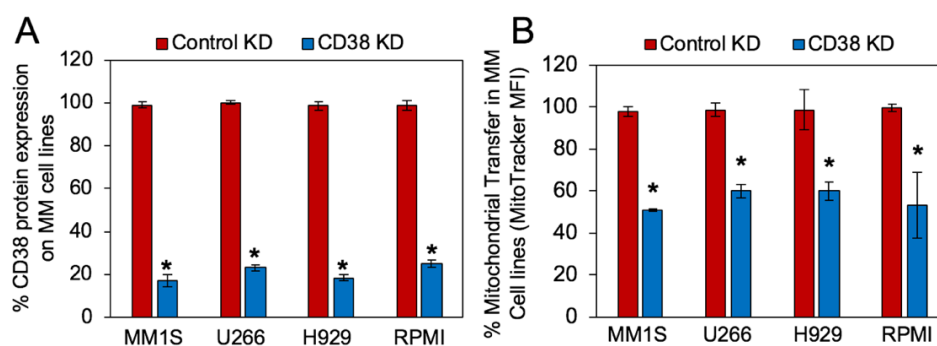 A
Control KD CD38 KD
% CD38 protein expression
on MM cell lines
120
100
80
60
40
20
0
* * * *
MM1S U266 H929 RPMI
B
Control KD CD38 KD
% Mitochondrial Transfer in MM
Cell lines (MitoTracker MFI)
120
100
80
60
40
20
0
* * * *
MM1S U266 H929 RPMI